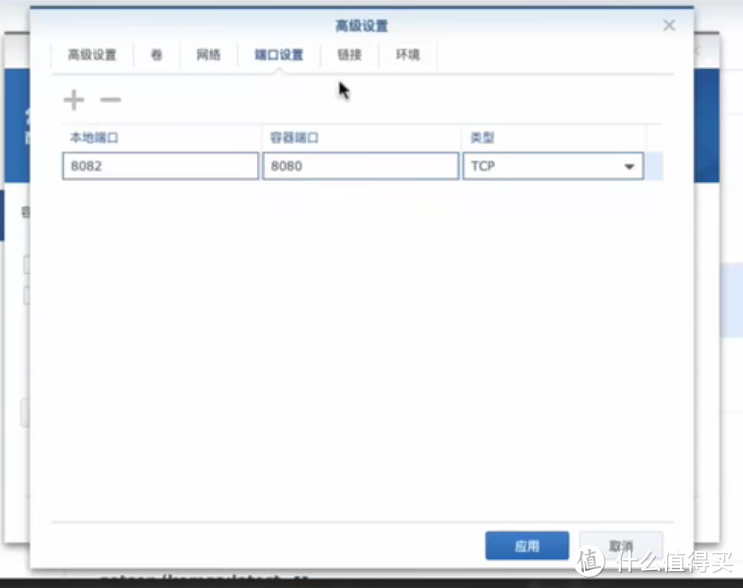 高级设置
高级设置 卷 网络 端口设置 链接 环境
本地端口 容器端口 类型
8082 8080 TCP
应用 取消
值 什么值得买